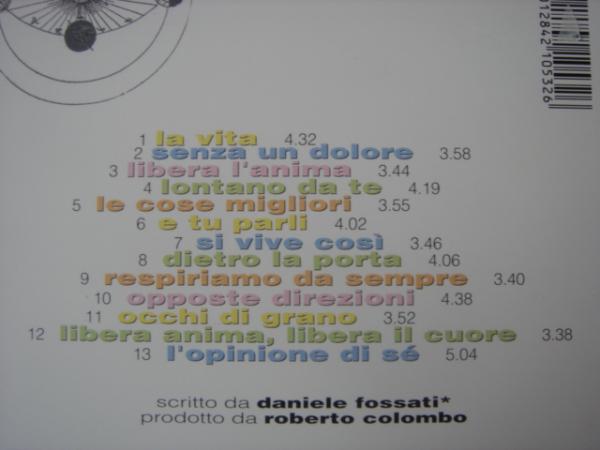 012842 105326
1 la vita 4.32
2 senza un dolore 3.58
3 libera l'anima 3.44
4 lontano da te 4.19
5 le cose migliori 3.55
6 e tu parli 4.02
7 si vive così 3.46
8 dietro la porta 4.06
9 respiriamo da sempre 3.40
10 opposte direzioni 4.38
11 occhi di grano 3.52
12 libera anima, libera il cuore 3.38
13 l'opinione di sé 5.04
scritto da daniele fossati*
prodotto da roberto colombo